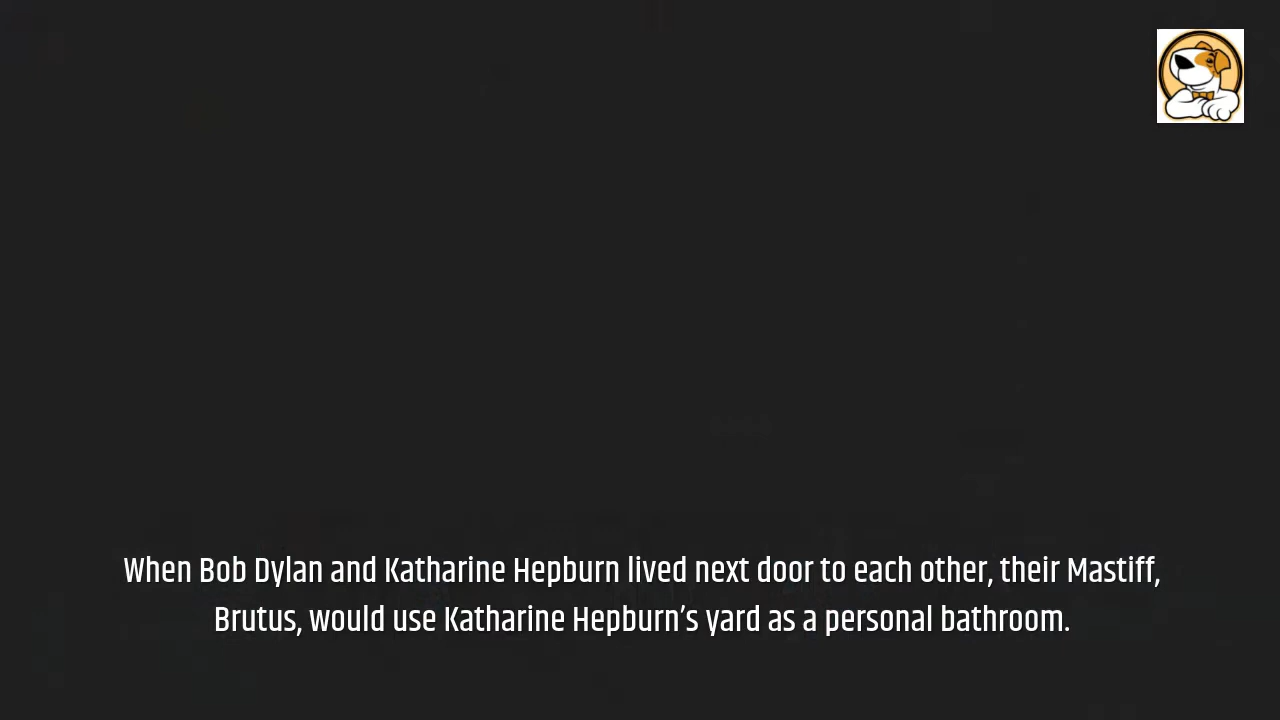 When Bob Dylan and Katharine Hepburn lived next door to each other, their Mastiff,
Brutus, would use Katharine Hepburn’s yard as a personal bathroom.